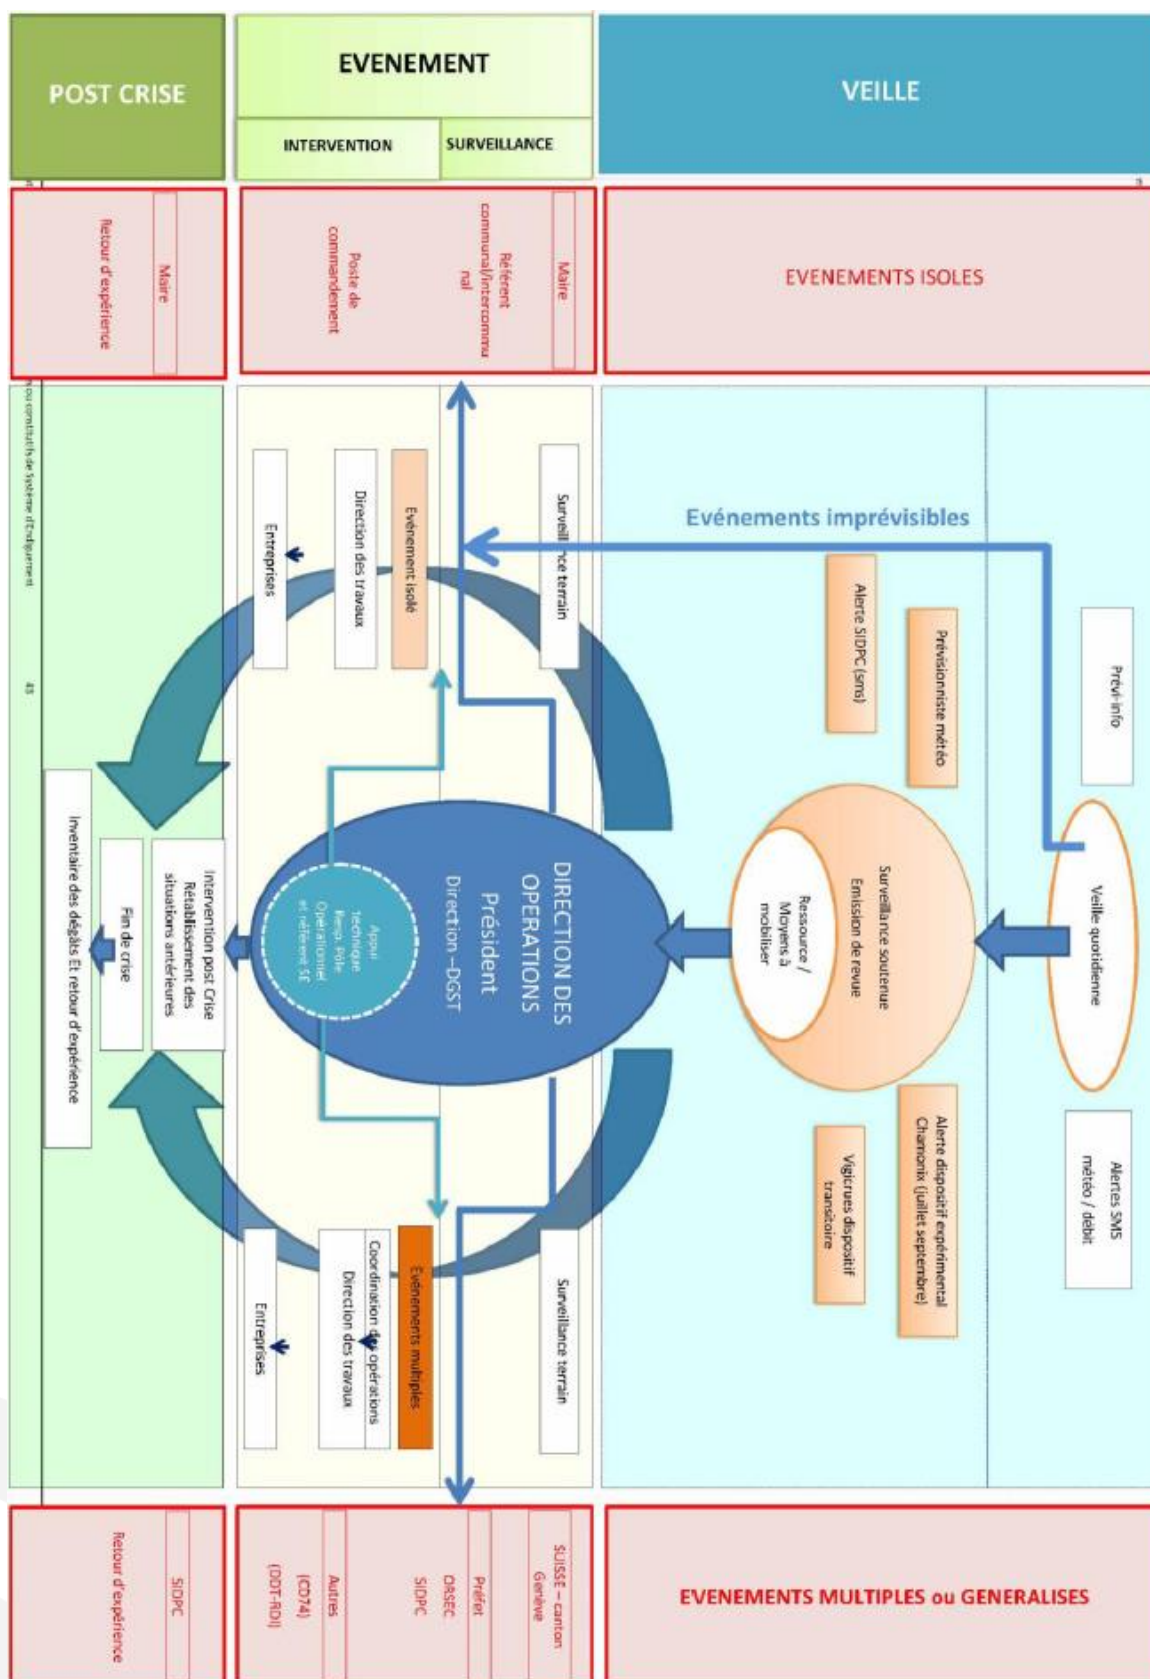 POST CRISE
EVENEMENT
VEILLE
INTERVENTION
SURVEILLANCE
Maire
Retour d'expérience
Maire
Référent
communal/intercommu
nal
Poste de
commandement
EVENEMENTS ISOLES
Evénements imprévisibles
Prévi-info
Veille quotidienne
Alertes SMS
météo / débit
Prévisionniste météo
Alerte SIDPC (sms)
Surveillance soutenue
Emission de revue
Ressource /
Moyens à
mobiliser
Alerte dispositif expérimental
Chamonix (juillet septembre)
Vigicrues dispositif
transitoire
Surveillance terrain
Evénement isolé
Direction des travaux
Entreprises
DIRECTION DES
OPERATIONS
Président
Direction –DGST
Appui
technique
Resp. Pôle
Opérationnel
et référent SE
Surveillance terrain
Evénements multiples
Coordination des opérations
Direction des travaux
Entreprises
Intervention post Crise
Rétablissement des
situations antérieures
Fin de crise
Inventaire des dégâts Et retour d'expérience
ou constitutifs de Système d'Endiguement
43
SIDPC
Retour d'expérience
SUISSE – canton
Genève
Préfet
ORSEC
SIDPC
Autres
(CD74)
(DDT-RDI)
EVENEMENTS MULTIPLES ou GENERALISES